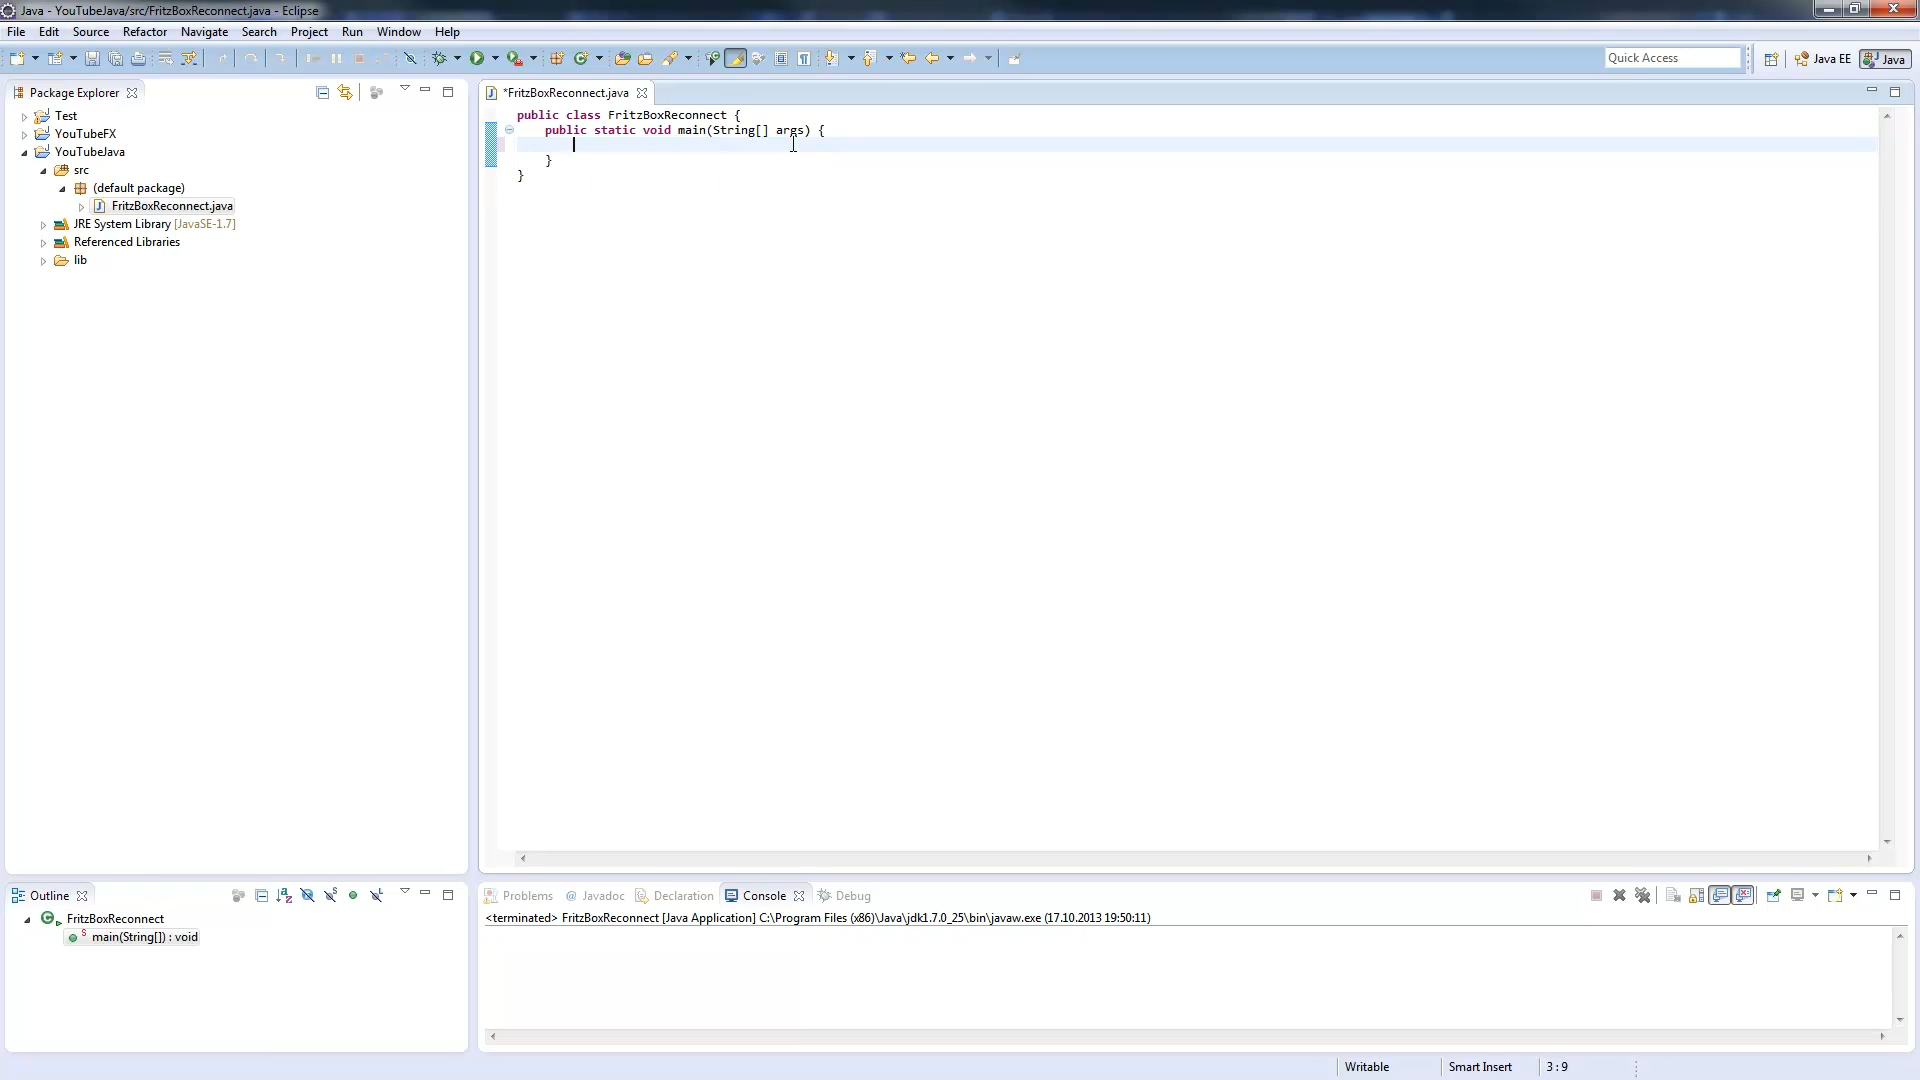 Java - YouTubeJava/src/FritzBoxReconnect.java - Eclipse
File Edit Source Refactor Navigate Search Project Run Window Help
Quick Access
Java EE
Java
Package Explorer
*FritzBoxReconnect.java
Test
YouTubeFX
YouTubeJava
src
(default package)
FritzBoxReconnect.java
JRE System Library [JavaSE-1.7]
Referenced Libraries
lib
public class FritzBoxReconnect {
public static void main(String[] args) {
}
}
Outline
FritzBoxReconnect
main(String[]) : void
Problems @ Javadoc Declaration Console Debug
<terminated> FritzBoxReconnect [Java Application] C:\Program Files (x86)\Java\jdk1.7.0_25\bin\javaw.exe (17.10.2013 19:50:11)
Writable Smart Insert 3 : 9